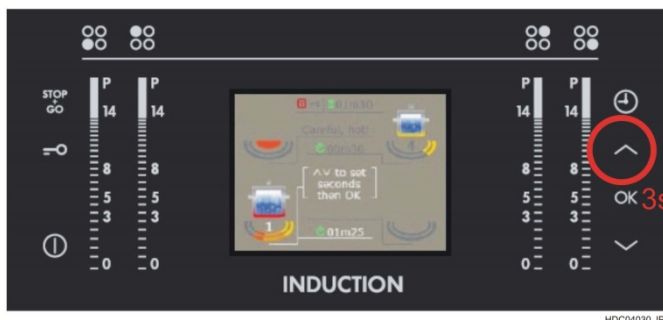 P P P P
STOP
+
GO
14 14 14 14
01m30
Careful, hot!
4
8 8 8 8
to set
seconds
then OK
5 5 5 5
OK 3s
3 3 3 3
1
01m25
0 0 0 0
INDUCTION